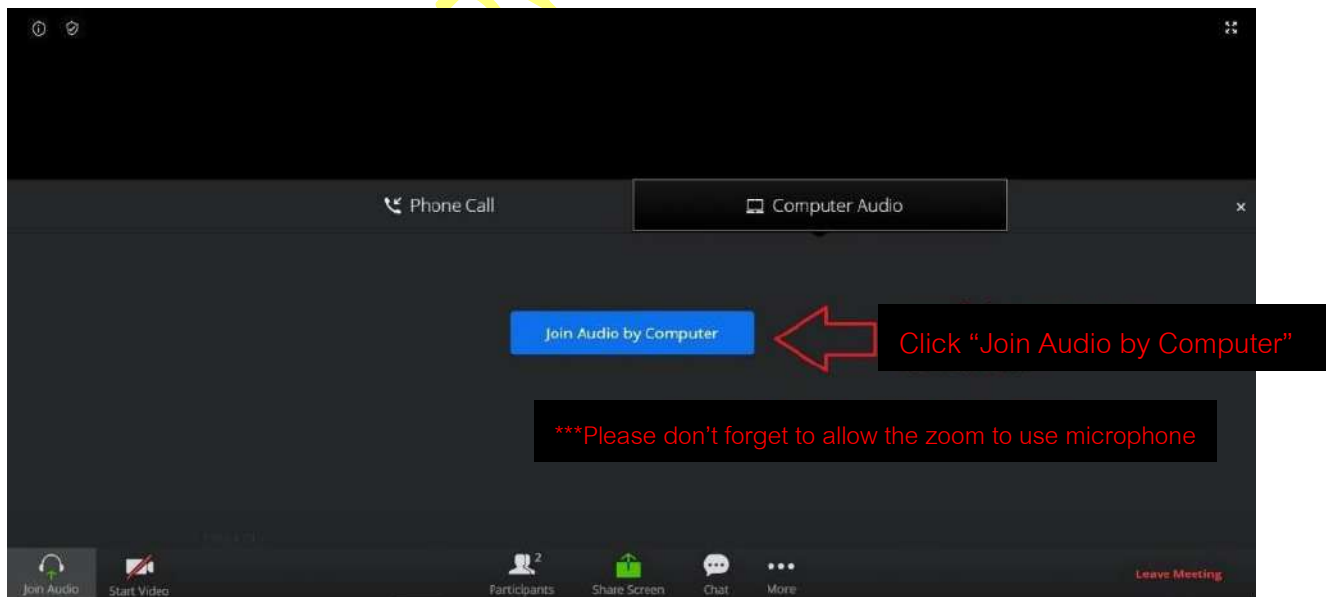 Phone Call
Computer Audio
Join Audio by Computer
Click “Join Audio by Computer”
***Please don’t forget to allow the zoom to use microphone
Join Audio
Start Video
Participants
2
Share Screen
Chat
More
Leave Meeting